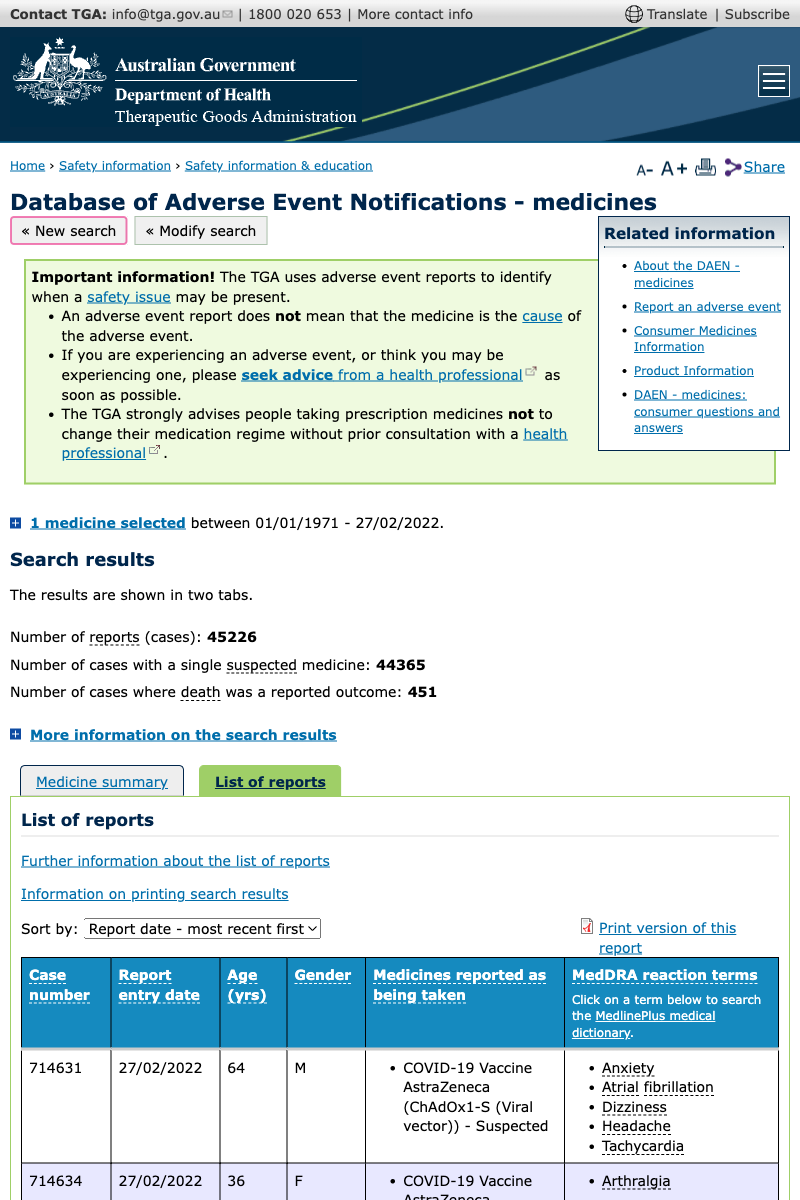 Contact TGA: info@tga.gov.au | 1800 020 653 | More contact info
Translate | Subscribe
Australian Government
Department of Health
Therapeutic Goods Administration
Home › Safety information › Safety information & education
A- A+ Share
Database of Adverse Event Notifications - medicines
« New search
« Modify search
Important information! The TGA uses adverse event reports to identify
when a safety issue may be present.
• An adverse event report does not mean that the medicine is the cause of
the adverse event.
• If you are experiencing an adverse event, or think you may be
experiencing one, please seek advice from a health professional as
soon as possible.
• The TGA strongly advises people taking prescription medicines not to
change their medication regime without prior consultation with a health
professional .
Related information
• About the DAEN -
medicines
• Report an adverse event
• Consumer Medicines
Information
• Product Information
• DAEN - medicines:
consumer questions and
answers
1 medicine selected between 01/01/1971 - 27/02/2022.
Search results
The results are shown in two tabs.
Number of reports (cases): 45226
Number of cases with a single suspected medicine: 44365
Number of cases where death was a reported outcome: 451
More information on the search results
Medicine summary
List of reports
List of reports
Further information about the list of reports
Information on printing search results
Sort by: Report date - most recent first
Print version of this
report
Case
number
Report
entry date
Age
(yrs)
Gender
Medicines reported as
being taken
MedDRA reaction terms
Click on a term below to search
the MedlinePlus medical
dictionary.
714631
27/02/2022
64
M
• COVID-19 Vaccine
AstraZeneca
(ChAdOx1-S (Viral
vector)) - Suspected
• Anxiety
• Atrial fibrillation
• Dizziness
• Headache
• Tachycardia
714634
27/02/2022
36
F
• COVID-19 Vaccine
AstraZeneca
• Arthralgia